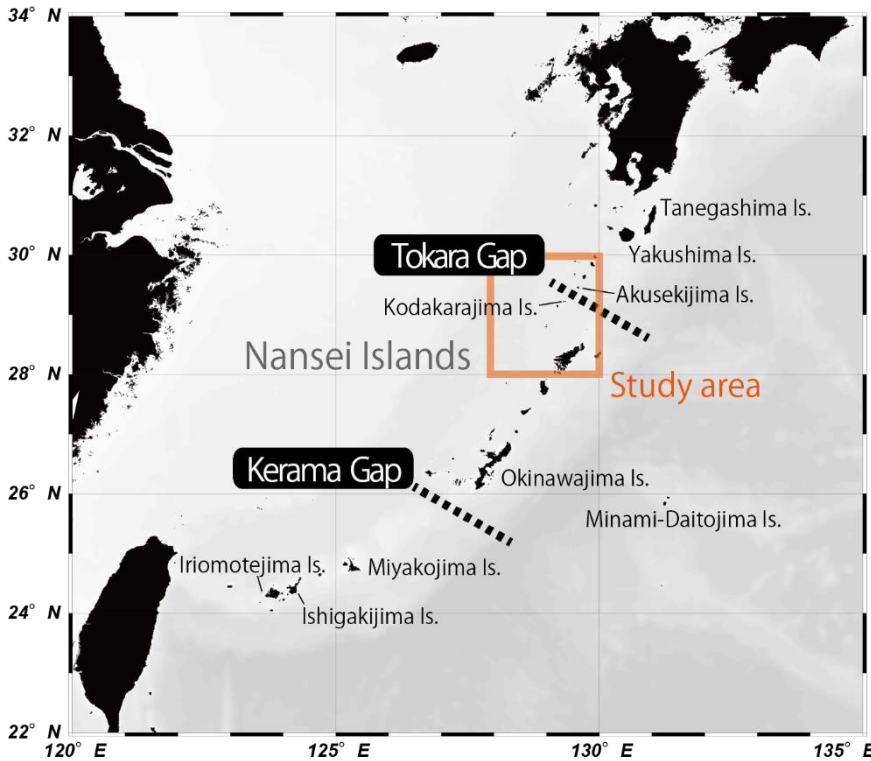 34° N
32° N
30° N
28° N
26° N
24° N
22° N
120° E
125° E
130° E
135° E
Tanegashima Is.
Yakushima Is.
Tokara Gap
Akusekijima Is.
Kodakarajima Is.
Nansei Islands
Study area
Kerama Gap
Okinawajima Is.
Minami-Daitojima Is.
Iriomotejima Is.
Miyakojima Is.
Ishigakijima Is.